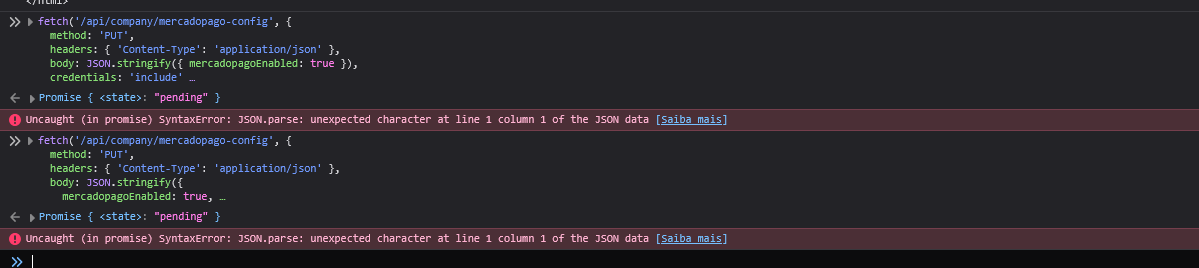 </html>
fetch('/api/company/mercadopago-config', {
method: 'PUT',
headers: { 'Content-Type': 'application/json' },
body: JSON.stringify({ mercadopagoEnabled: true }),
credentials: 'include' …
Promise { <state>: "pending" }
Uncaught (in promise) SyntaxError: JSON.parse: unexpected character at line 1 column 1 of the JSON data [Saiba mais]
fetch('/api/company/mercadopago-config', {
method: 'PUT',
headers: { 'Content-Type': 'application/json' },
body: JSON.stringify({
mercadopagoEnabled: true, …
Promise { <state>: "pending" }
Uncaught (in promise) SyntaxError: JSON.parse: unexpected character at line 1 column 1 of the JSON data [Saiba mais]